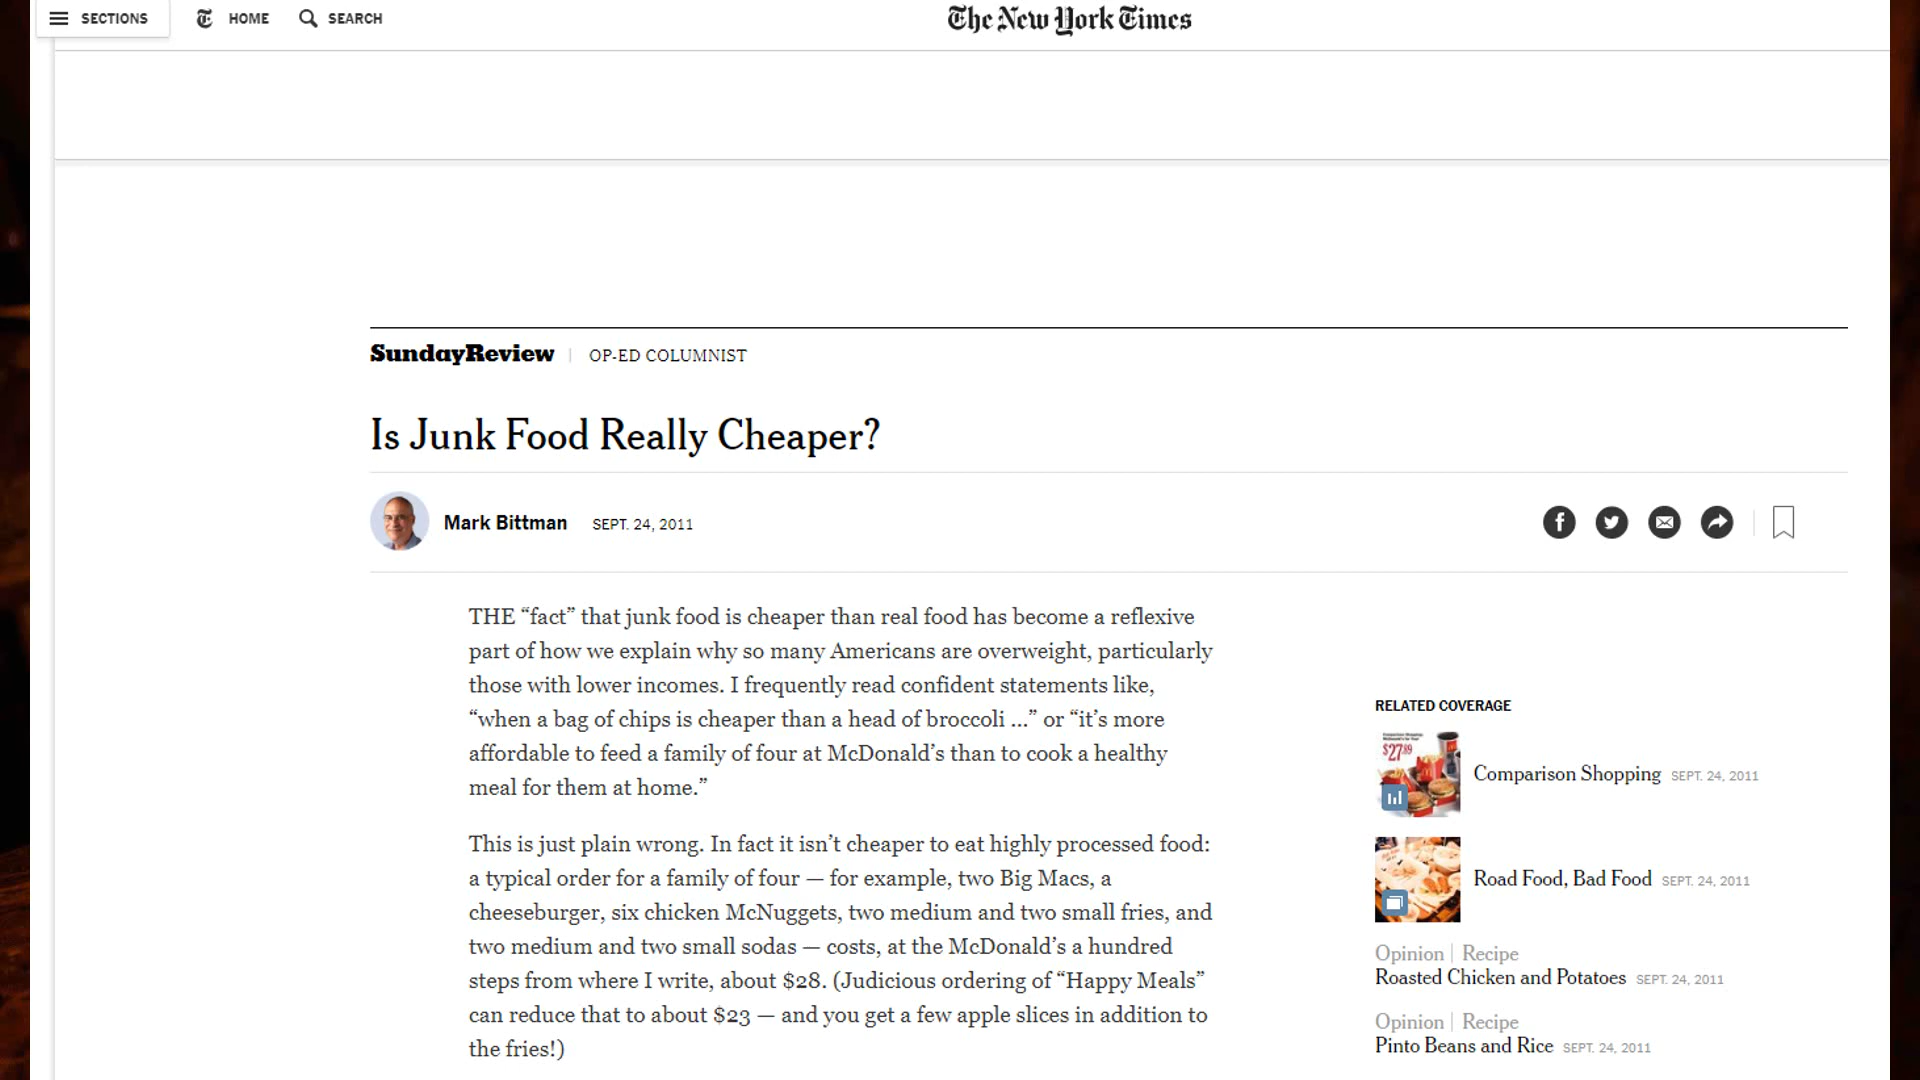 SECTIONS HOME SEARCH The New York Times
SundayReview | OP-ED COLUMNIST
Is Junk Food Really Cheaper?
Mark Bittman SEPT. 24, 2011
THE “fact” that junk food is cheaper than real food has become a reflexive
part of how we explain why so many Americans are overweight, particularly
those with lower incomes. I frequently read confident statements like,
“when a bag of chips is cheaper than a head of broccoli ...” or “it’s more
affordable to feed a family of four at McDonald’s than to cook a healthy
meal for them at home.”
This is just plain wrong. In fact it isn’t cheaper to eat highly processed food:
a typical order for a family of four — for example, two Big Macs, a
cheeseburger, six chicken McNuggets, two medium and two small fries, and
two medium and two small sodas — costs, at the McDonald’s a hundred
steps from where I write, about $28. (Judicious ordering of “Happy Meals”
can reduce that to about $23 — and you get a few apple slices in addition to
the fries!)
RELATED COVERAGE
$27.89
Comparison Shopping SEPT. 24, 2011
Road Food, Bad Food SEPT. 24, 2011
Opinion | Recipe
Roasted Chicken and Potatoes SEPT. 24, 2011
Opinion | Recipe
Pinto Beans and Rice SEPT. 24, 2011